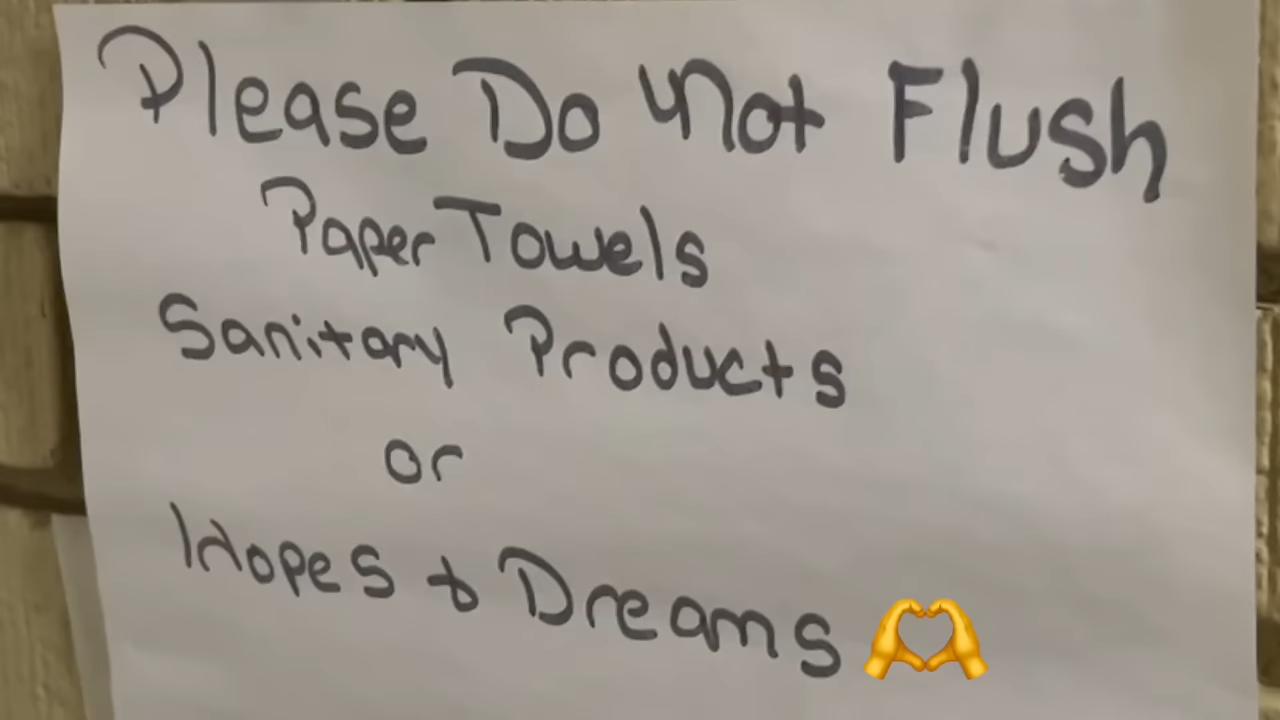 Please Do Not Flush
Paper Towels
Sanitary Products
or
Hopes & Dreams 🫶